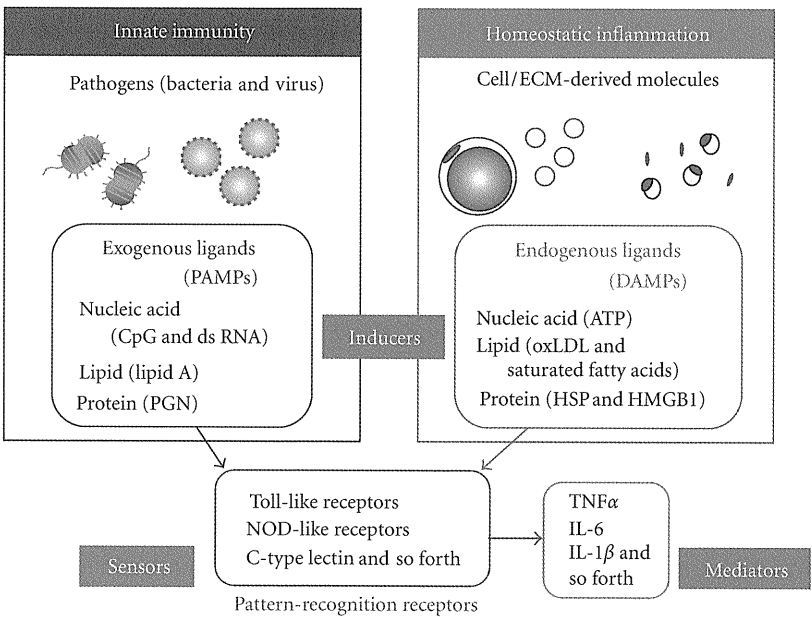 Innate immunity
Pathogens (bacteria and virus)
Exogenous ligands
(PAMPs)
Nucleic acid
(CpG and ds RNA)
Lipid (lipid A)
Protein (PGN)
Homeostatic inflammation
Cell/ECM-derived molecules
Endogenous ligands
(DAMPs)
Nucleic acid (ATP)
Lipid (oxLDL and
saturated fatty acids)
Protein (HSP and HMGB1)
Inducers
Toll-like receptors
NOD-like receptors
C-type lectin and so forth
Sensors
Pattern-recognition receptors
TNFα
IL-6
IL-1β and
so forth
Mediators